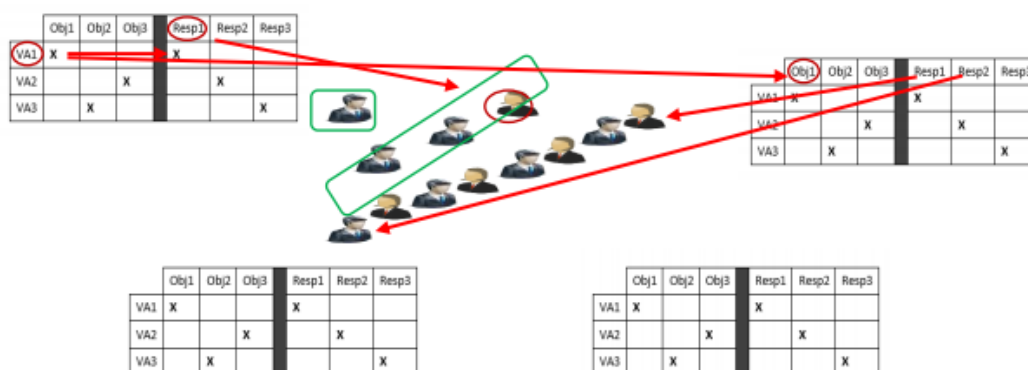 Obj1 Obj2 Obj3 Resp1 Resp2 Resp3
VA1 X X
VA2 X X
VA3 X X
Obj1 Obj2 Obj3 Resp1 Resp2 Resp3
VA1 X X
VA2 X X
VA3 X X
Obj1 Obj2 Obj3 Resp1 Resp2 Resp3
VA1 X X
VA2 X X
VA3 X X
Obj1 Obj2 Obj3 Resp1 Resp2 Resp3
VA1 X X
VA2 X X
VA3 X X